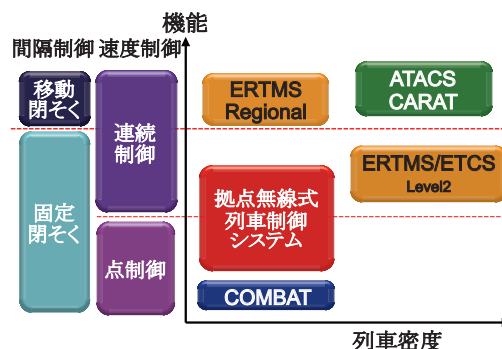 機能
間隔制御 速度制御
移動
閉そく
連続
制御
固定
閉そく
点制御
ERTMS
Regional
ATACS
CARAT
ERTMS/ETCS
Level2
拠点無線式
列車制御
システム
COMBAT
列車密度